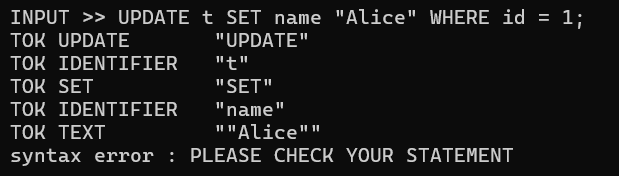 INPUT >> UPDATE t SET name "Alice" WHERE id = 1;
TOK UPDATE "UPDATE"
TOK IDENTIFIER "t"
TOK SET "SET"
TOK IDENTIFIER "name"
TOK TEXT ""Alice""
syntax error : PLEASE CHECK YOUR STATEMENT